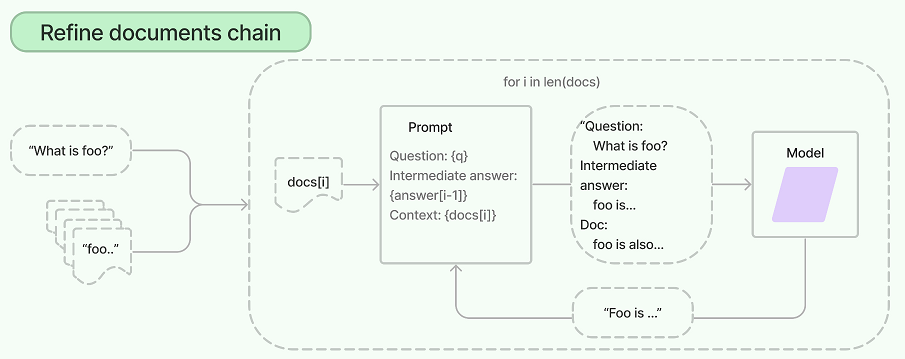 Refine documents chain
for i in len(docs)
“What is foo?”
“foo..”
docs[i]
Prompt
Question: {q}
Intermediate answer:
{answer[i-1]}
Context: {docs[i]}
“Question:
What is foo?
Intermediate
answer:
foo is...
Doc:
foo is also...
Model
“Foo is ...”